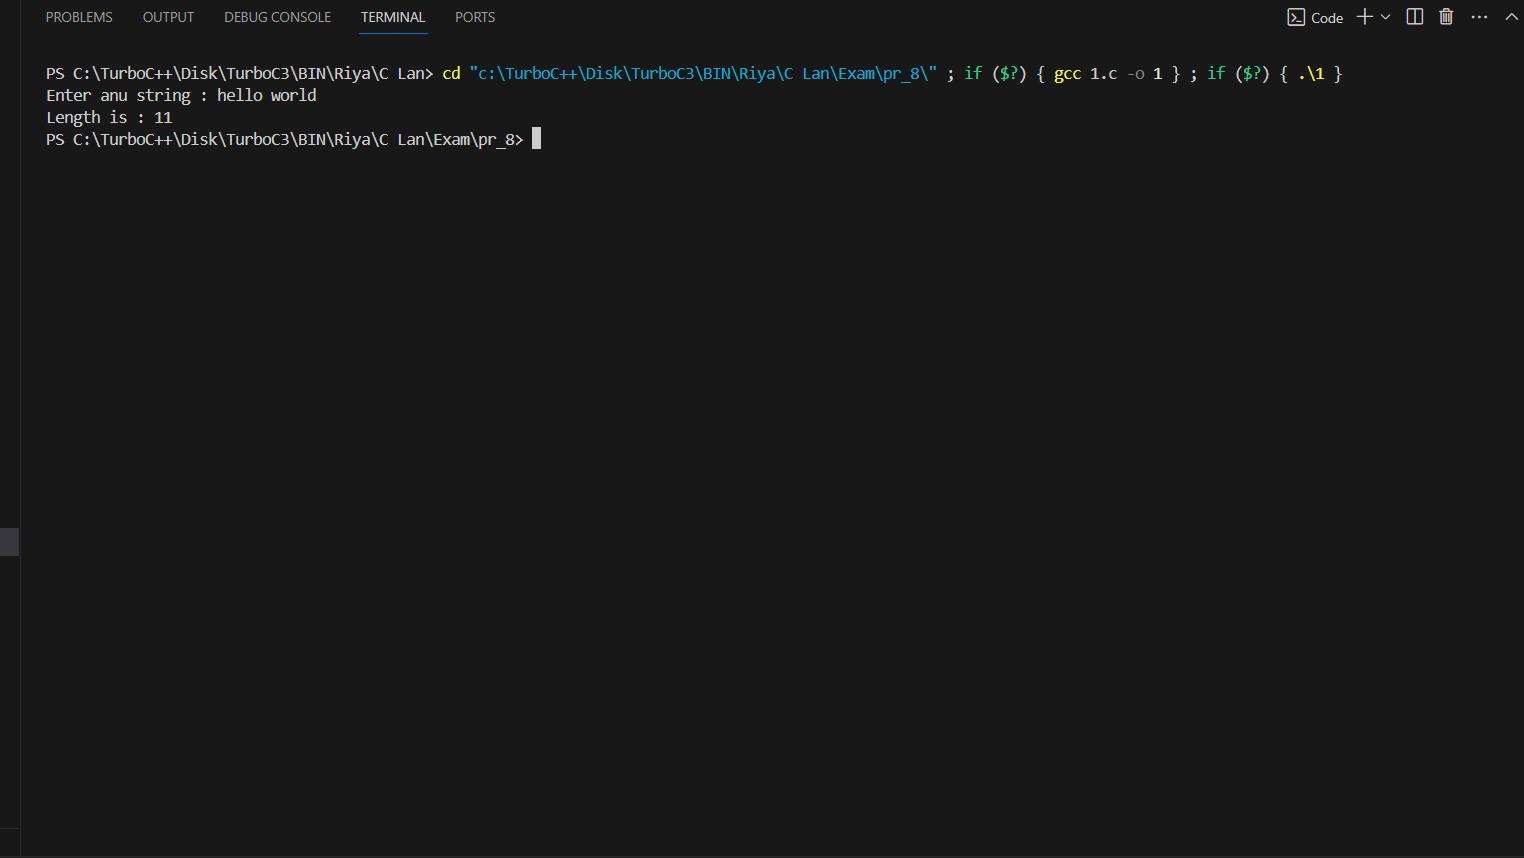 PROBLEMS OUTPUT DEBUG CONSOLE TERMINAL PORTS Code
PS C:\TurboC++\Disk\TurboC3\BIN\Riya\C Lan> cd "c:\TurboC++\Disk\TurboC3\BIN\Riya\C Lan\Exam\pr_8\" ; if ($?) { gcc 1.c -o 1 } ; if ($?) { .\1 }
Enter anu string : hello world
Length is : 11
PS C:\TurboC++\Disk\TurboC3\BIN\Riya\C Lan\Exam\pr_8>